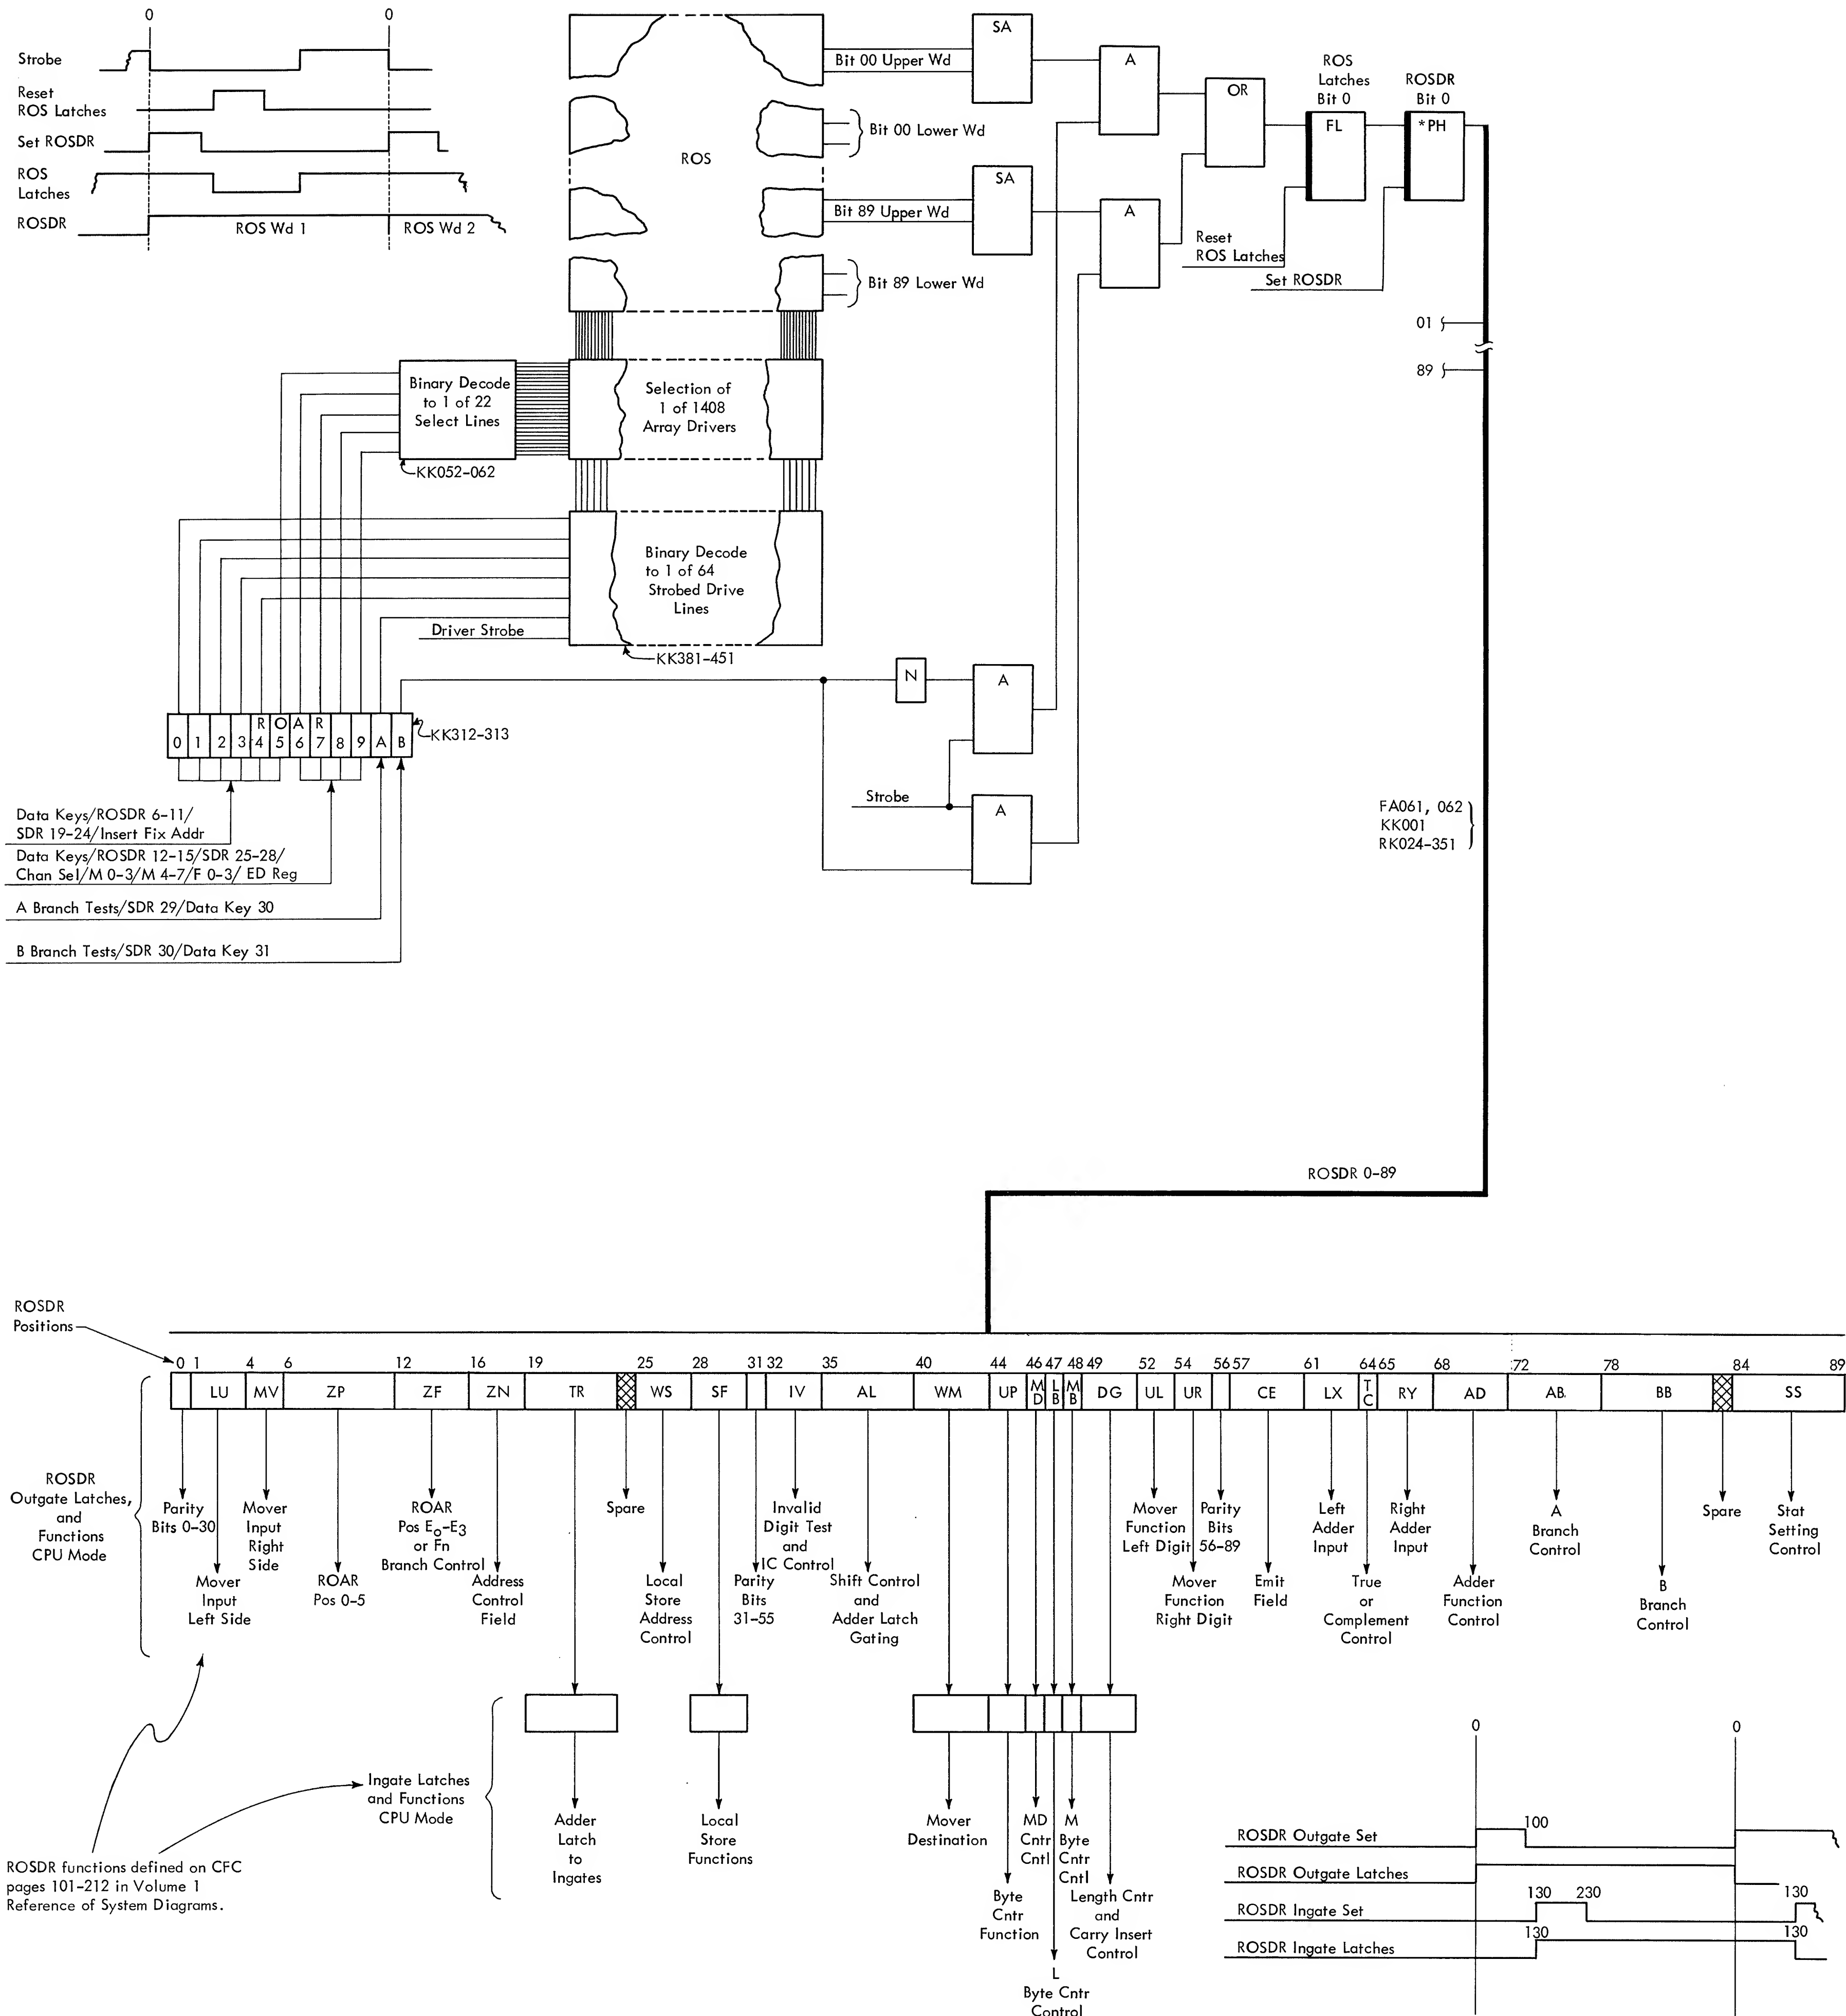 0
0
Strobe
Reset
ROS Latches
Set ROSDR
ROS
Latches
ROSDR
ROS Wd 1
ROS Wd 2
ROS
Bit 00 Upper Wd
Bit 00 Lower Wd
Bit 89 Upper Wd
Bit 89 Lower Wd
SA
SA
A
A
OR
ROS
Latches
Bit 0
FL
ROSDR
Bit 0
*PH
Reset
ROS Latches
Set ROSDR
01
89
Binary Decode
to 1 of 22
Select Lines
KK052-062
Selection of
1 of 1408
Array Drivers
Binary Decode
to 1 of 64
Strobed Drive
Lines
Driver Strobe
KK381-451
N
A
A
Strobe
R O A R
0 1 2 3 4 5 6 7 8 9 A B
KK312-313
Data Keys/ROSDR 6-11/
SDR 19-24/Insert Fix Addr
Data Keys/ROSDR 12-15/SDR 25-28/
Chan Sel/M 0-3/M 4-7/F 0-3/ ED Reg
A Branch Tests/SDR 29/Data Key 30
B Branch Tests/SDR 30/Data Key 31
FA061, 062
KK001
RK024-351
ROSDR 0-89
ROSDR
Positions
0 1 4 6 12 16 19 25 28 31 32 35 40 44 46 47 48 49 52 54 56 57 61 64 65 68 72 78 84 89
LU MV ZP ZF ZN TR WS SF IV AL WM UP MD LB MB DG UL UR CE LX TC RY AD AB BB SS
ROSDR
Outgate Latches,
and
Functions
CPU Mode
Parity
Bits 0-30
Mover
Input
Left Side
Mover
Input
Right
Side
ROAR
Pos 0-5
ROAR
Pos E0-E3
or Fn
Branch Control
Address
Control
Field
Spare
Local
Store
Address
Control
Parity
Bits
31-55
Invalid
Digit Test
and
IC Control
Shift Control
and
Adder Latch
Gating
Mover
Function
Left Digit
Mover
Function
Right Digit
Parity
Bits
56-89
Emit
Field
Left
Adder
Input
True
or
Complement
Control
Right
Adder
Input
Adder
Function
Control
A
Branch
Control
B
Branch
Control
Spare
Stat
Setting
Control
Ingate Latches
and Functions
CPU Mode
Adder
Latch
to
Ingates
Local
Store
Functions
Mover
Destination
Byte
Cntr
Function
MD
Cntr
Cntl
L
Byte Cntr
Control
M
Byte
Cntr
Cntl
Length Cntr
and
Carry Insert
Control
ROSDR functions defined on CFC
pages 101-212 in Volume 1
Reference of System Diagrams.
0
0
ROSDR Outgate Set
100
ROSDR Outgate Latches
ROSDR Ingate Set
130
230
130
ROSDR Ingate Latches
130
130